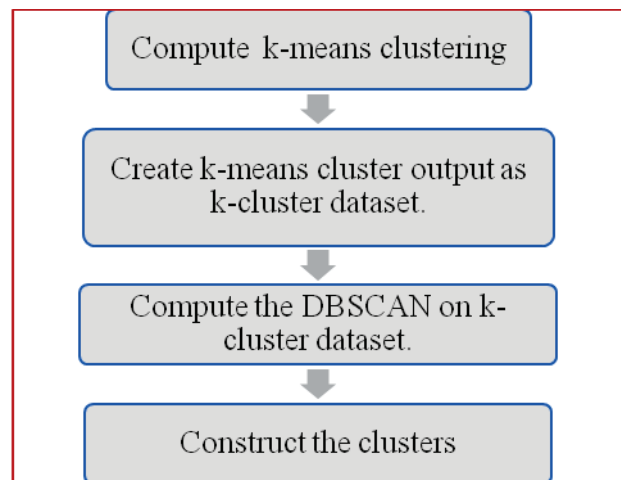 Compute k-means clustering
Create k-means cluster output as
k-cluster dataset.
Compute the DBSCAN on k-
cluster dataset.
Construct the clusters